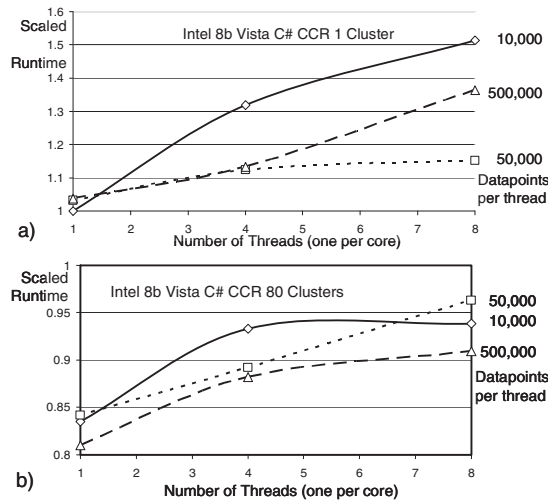 1.6
Scaled
Intel 8b Vista C# CCR 1 Cluster
10,000
1.5
Runtime
1.4
500,000
1.3
1.2
50,000
1.1
Datapoints
per thread
1
a)
1 2 3 4 5 6 7 8
Number of Threads (one per core)
1
Scaled
Runtime
Intel 8b Vista C# CCR 80 Clusters
50,000
0.95
10,000
500,000
0.9
Datapoints
per thread
0.85
0.8
b)
1 2 3 4 5 6 7 8
Number of Threads (one per core)